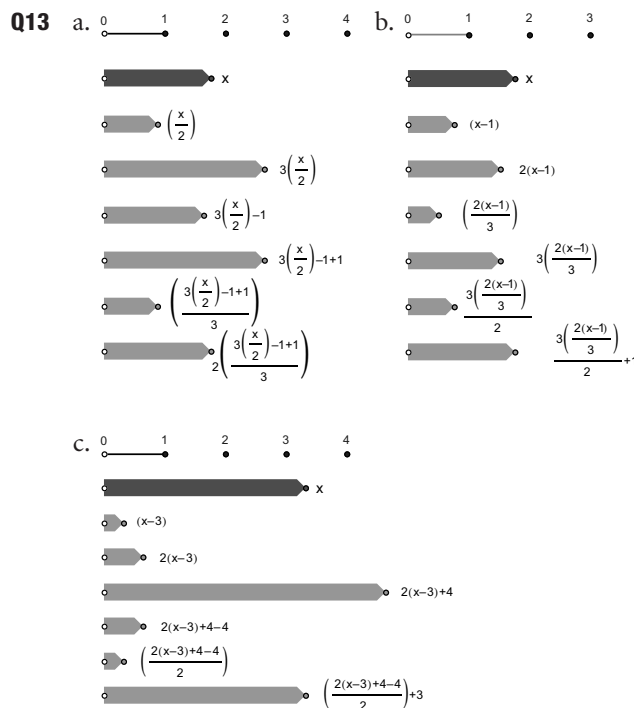 Q13 a. 0 1 2 3 4
x
(x/2)
3(x/2)
3(x/2)–1
3(x/2)–1+1
((3(x/2)–1+1)/3)
2((3(x/2)–1+1)/3)
b. 0 1 2 3
x
(x–1)
2(x–1)
(2(x–1)/3)
3(2(x–1)/3)
3(2(x–1)/3)/2
3(2(x–1)/3)/2+1
c. 0 1 2 3 4
x
(x–3)
2(x–3)
2(x–3)+4
2(x–3)+4–4
((2(x–3)+4–4)/2)
((2(x–3)+4–4)/2)+3